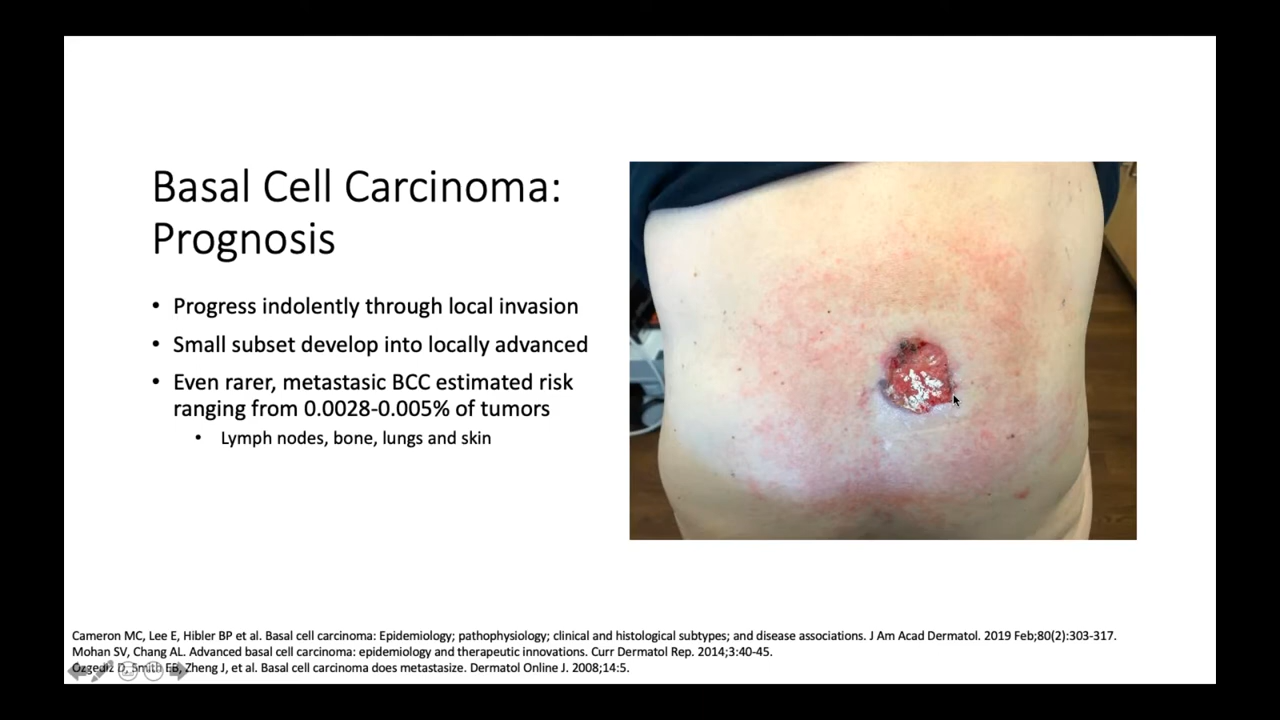 Basal Cell Carcinoma:
Prognosis
• Progress indolently through local invasion
• Small subset develop into locally advanced
• Even rarer, metastasic BCC estimated risk
ranging from 0.0028-0.005% of tumors
• Lymph nodes, bone, lungs and skin
Cameron MC, Lee E, Hibler BP et al. Basal cell carcinoma: Epidemiology; pathophysiology; clinical and histological subtypes; and disease associations. J Am Acad Dermatol. 2019 Feb;80(2):303-317.
Mohan SV, Chang AL. Advanced basal cell carcinoma: epidemiology and therapeutic innovations. Curr Dermatol Rep. 2014;3:40-45.
Ozgediz D, Smith EB, Zheng J, et al. Basal cell carcinoma does metastasize. Dermatol Online J. 2008;14:5.